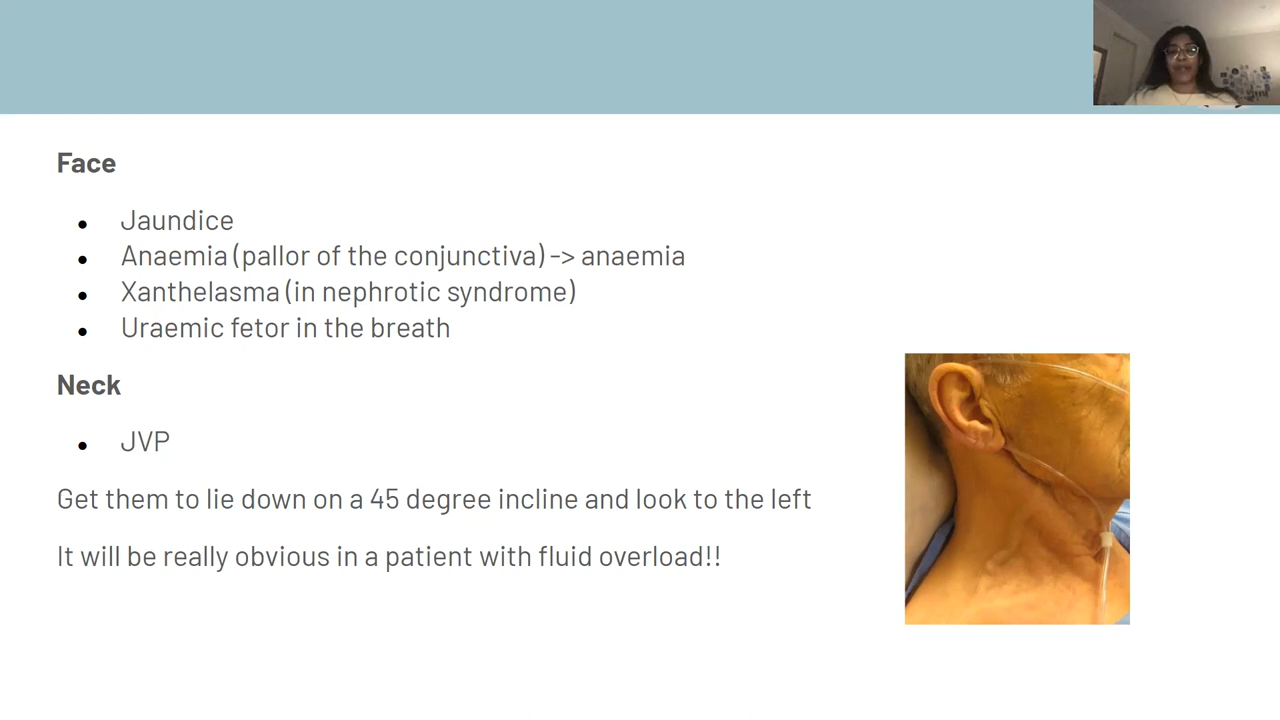 Face
● Jaundice
● Anaemia (pallor of the conjunctiva) -> anaemia
● Xanthelasma (in nephrotic syndrome)
● Uraemic fetor in the breath
Neck
● JVP
Get them to lie down on a 45 degree incline and look to the left
It will be really obvious in a patient with fluid overload!!